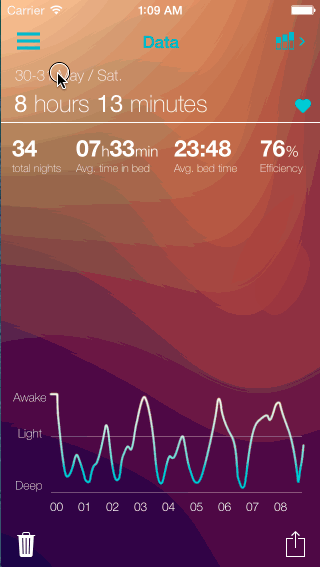 Carrier 1:09 AM
Data
30-3 May / Sat.
8 hours 13 minutes
34 07h33min 23:48 76%
total nights Avg. time in bed Avg. bed time Efficiency
Awake
Light
Deep
00 01 02 03 04 05 06 07 08